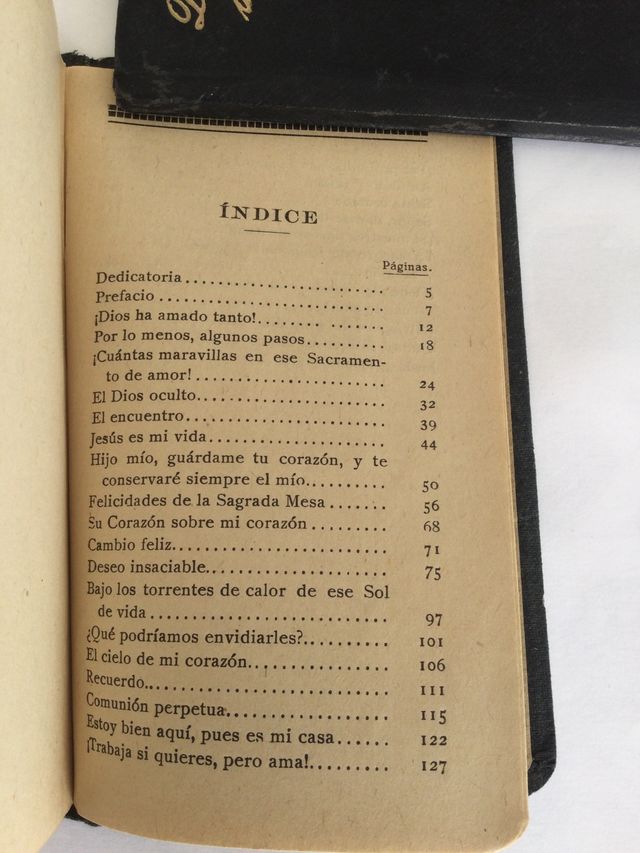 ÍNDICE
Páginas.
Dedicatoria........................ 5
Prefacio........................... 7
¡Dios ha amado tanto!....... ....... 12
Por lo menos, algunos pasos......... 18
¡Cuántas maravillas en ese Sacramen-
to de amor!....................... 24
El Dios oculto...................... 32
El encuentro........................ 39
Jesús es mi vida.................... 44
Hijo mío, guárdame tu corazón, y te
conservaré siempre el mío.......... 50
Felicidades de la Sagrada Mesa....... 56
Su Corazón sobre mi corazón......... 68
Cambio feliz........................ 71
Deseo insaciable.................... 75
Bajo los torrentes de calor de ese Sol
de vida........................... 97
¿Qué podríamos envidiarles?......... 101
El cielo de mi corazón.............. 106
Recuerdo........................... 111
Comunión perpetua................. 115
Estoy bien aquí, pues es mi casa...... 122
¡Trabaja si quieres, pero ama!........ 127